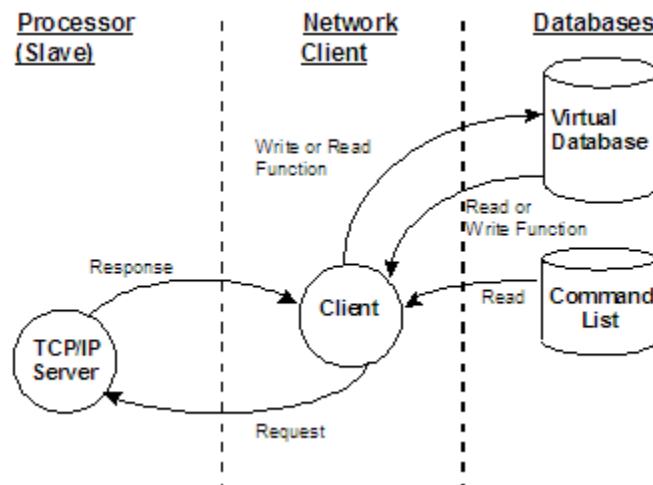 Processor
(Slave)
Network
Client
Databases
Virtual
Database
Write or Read
Function
Read or
Write Function
Response
Client
Read
Command
List
TCP/IP
Server
Request